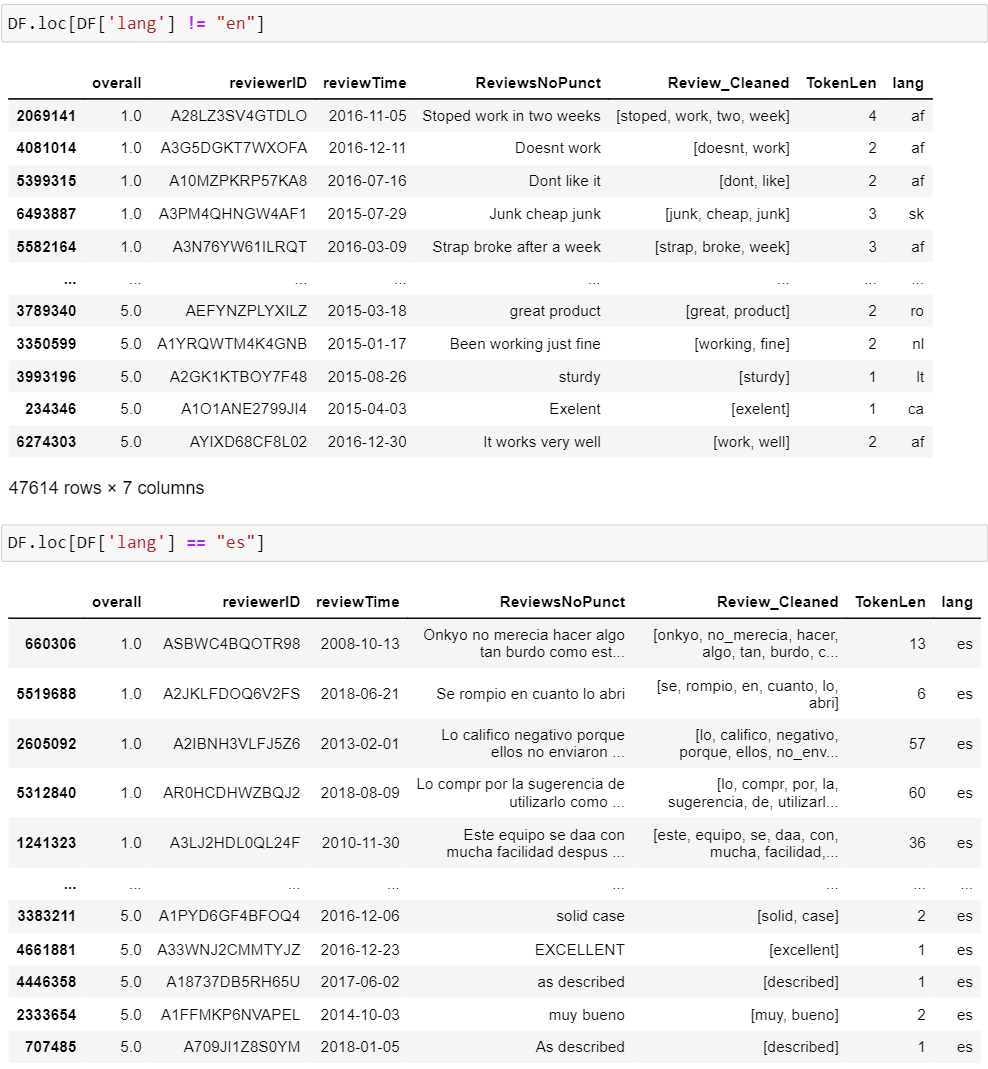 DF.loc[DF['lang'] != "en"]
overall reviewerID reviewTime ReviewsNoPunct Review_Cleaned TokenLen lang
2069141 1.0 A28LZ3SV4GTDLO 2016-11-05 Stoped work in two weeks [stoped, work, two, week] 4 af
4081014 1.0 A3G5DGKT7WXOFA 2016-12-11 Doesnt work [doesnt, work] 2 af
5399315 1.0 A10MZPKRP57KA8 2016-07-16 Dont like it [dont, like] 2 af
6493887 1.0 A3PM4QHNGW4AF1 2015-07-29 Junk cheap junk [junk, cheap, junk] 3 sk
5582164 1.0 A3N76YW61ILRQT 2016-03-09 Strap broke after a week [strap, broke, week] 3 af
... ... ... ... ... ... ... ...
3789340 5.0 AEFYNZPLYXILZ 2015-03-18 great product [great, product] 2 ro
3350599 5.0 A1YRQWTM4K4GNB 2015-01-17 Been working just fine [working, fine] 2 nl
3993196 5.0 A2GK1KTBOY7F48 2015-08-26 sturdy [sturdy] 1 lt
234346 5.0 A1O1ANE2799JI4 2015-04-03 Exelent [exelent] 1 ca
6274303 5.0 AYIXD68CF8L02 2016-12-30 It works very well [work, well] 2 af
47614 rows × 7 columns
DF.loc[DF['lang'] == "es"]
overall reviewerID reviewTime ReviewsNoPunct Review_Cleaned TokenLen lang
660306 1.0 ASBWC4BQOTR98 2008-10-13 Onkyo no merecia hacer algo [onkyo, no_merecia, hacer, 13 es
tan burdo como est... algo, tan, burdo, c...
5519688 1.0 A2JKLFDOQ6V2FS 2018-06-21 Se rompio en cuanto lo abri [se, rompio, en, cuanto, lo, 6 es
abri]
2605092 1.0 A2IBNH3VLFJ5Z6 2013-02-01 Lo califico negativo porque [lo, califico, negativo, 57 es
ellos no enviaron ... porque, ellos, no_env...
5312840 1.0 AR0HCDHWZBQJ2 2018-08-09 Lo compr por la sugerencia de [lo, compr, por, la, 60 es
utilizarlo como ... sugerencia, de, utilizarl...
1241323 1.0 A3LJ2HDL0QL24F 2010-11-30 Este equipo se daa con [este, equipo, se, daa, con, 36 es
mucha facilidad despus ... mucha, facilidad,...
... ... ... ... ... ... ... ...
3383211 5.0 A1PYD6GF4BFOQ4 2016-12-06 solid case [solid, case] 2 es
4661881 5.0 A33WNJ2CMMTYJZ 2016-12-23 EXCELLENT [excellent] 1 es
4446358 5.0 A18737DB5RH65U 2017-06-02 as described [described] 1 es
2333654 5.0 A1FFMKP6NVAPEL 2014-10-03 muy bueno [muy, bueno] 2 es
707485 5.0 A709JI1Z8S0YM 2018-01-05 As described [described] 1 es